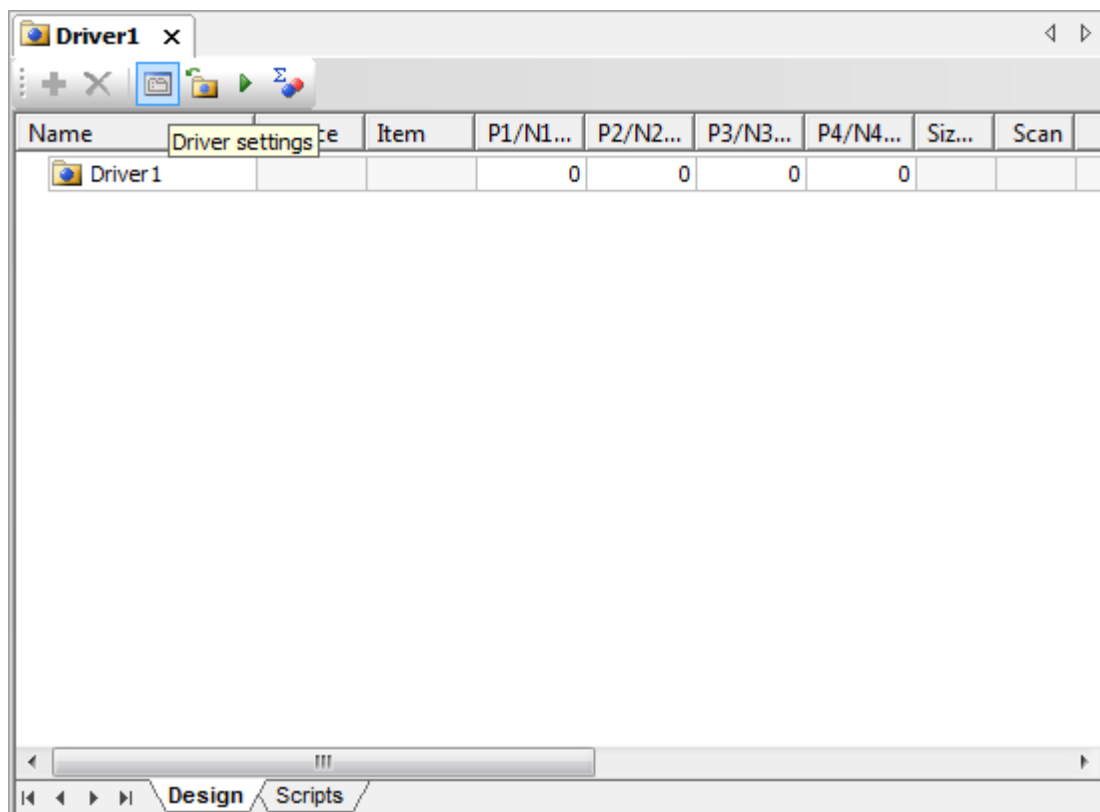 Driver1
Name ce Item P1/N1... P2/N2... P3/N3... P4/N4... Siz... Scan
Driver settings
Driver1 0 0 0 0
Design Scripts